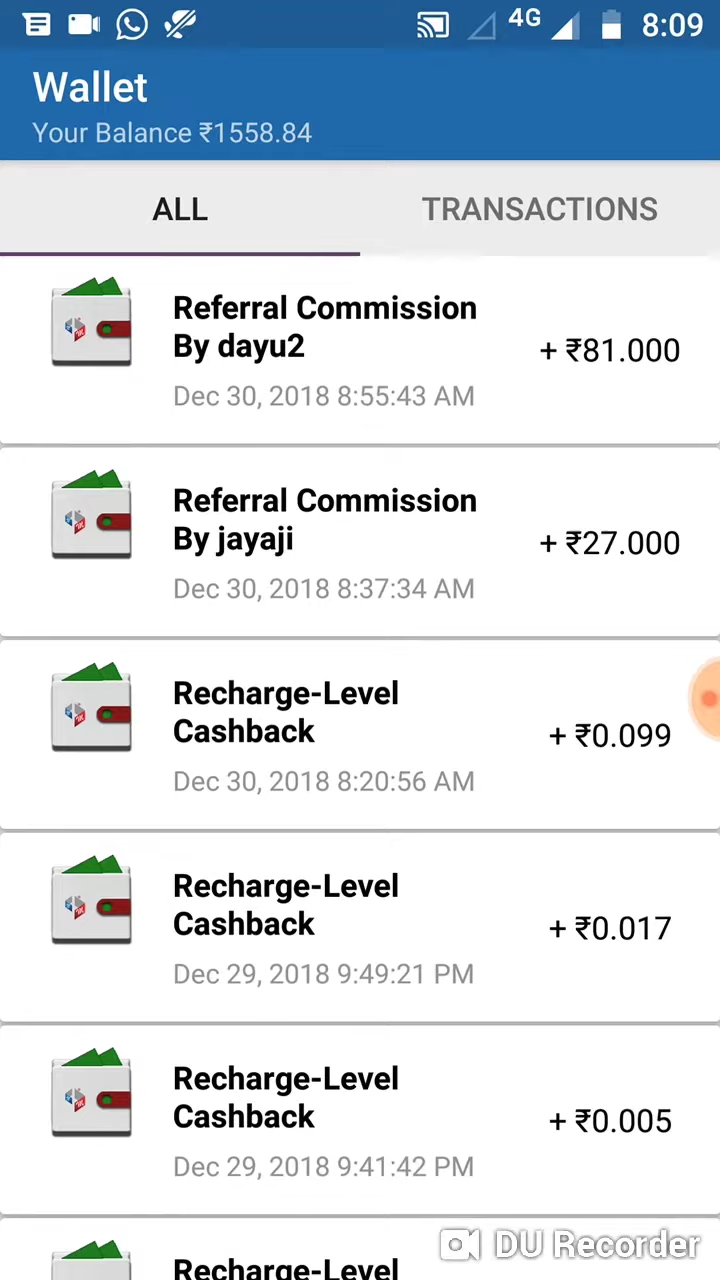 4G 8:09
Wallet
Your Balance ₹1558.84
ALL TRANSACTIONS
Referral Commission
By dayu2
+ ₹81.000
Dec 30, 2018 8:55:43 AM
Referral Commission
By jayaji
+ ₹27.000
Dec 30, 2018 8:37:34 AM
Recharge-Level
Cashback
+ ₹0.099
Dec 30, 2018 8:20:56 AM
Recharge-Level
Cashback
+ ₹0.017
Dec 29, 2018 9:49:21 PM
Recharge-Level
Cashback
+ ₹0.005
Dec 29, 2018 9:41:42 PM
Recharge-Level
DU Recorder